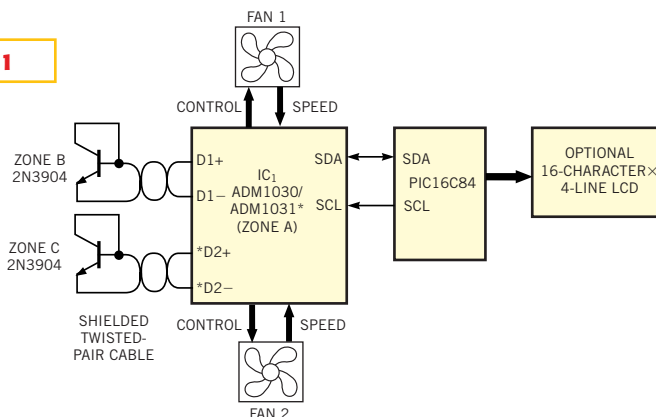 FAN 1
1
CONTROL
SPEED
ZONE B
2N3904
D1+
D1−
IC1
ADM1030/
ADM1031*
(ZONE A)
SDA
SCL
SDA
PIC16C84
SCL
OPTIONAL
16-CHARACTER×
4-LINE LCD
ZONE C
2N3904
*D2+
*D2−
SHIELDED
TWISTED-
PAIR CABLE
CONTROL
SPEED
FAN 2